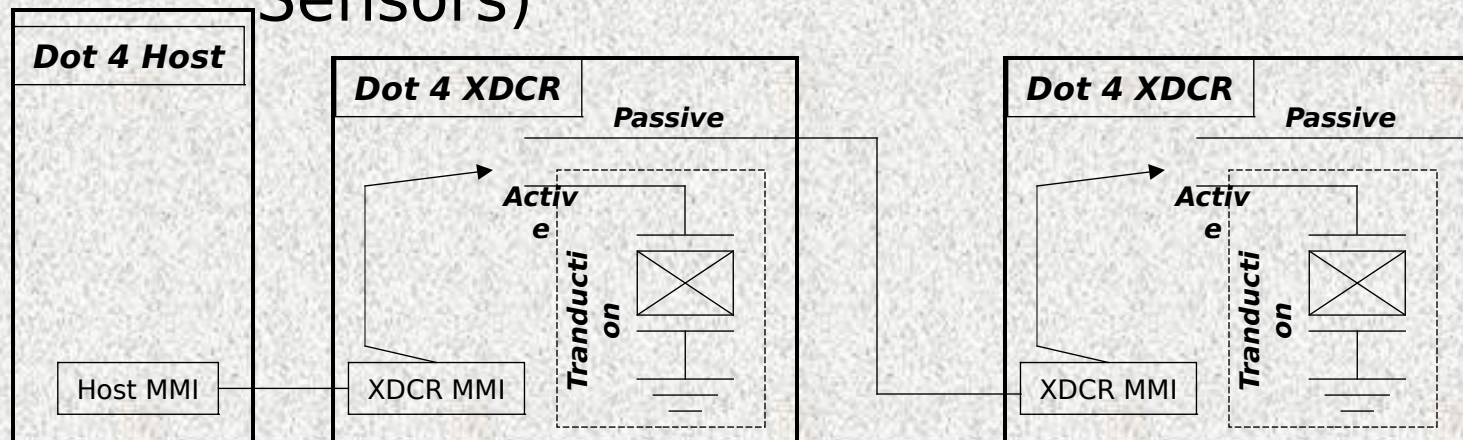 Sensors)
Dot 4 Host
Dot 4 XDCR
Passive
Activ
e
Tranducti
on
Host MMI
XDCR MMI
Dot 4 XDCR
Passive
Activ
e
Tranducti
on
XDCR MMI